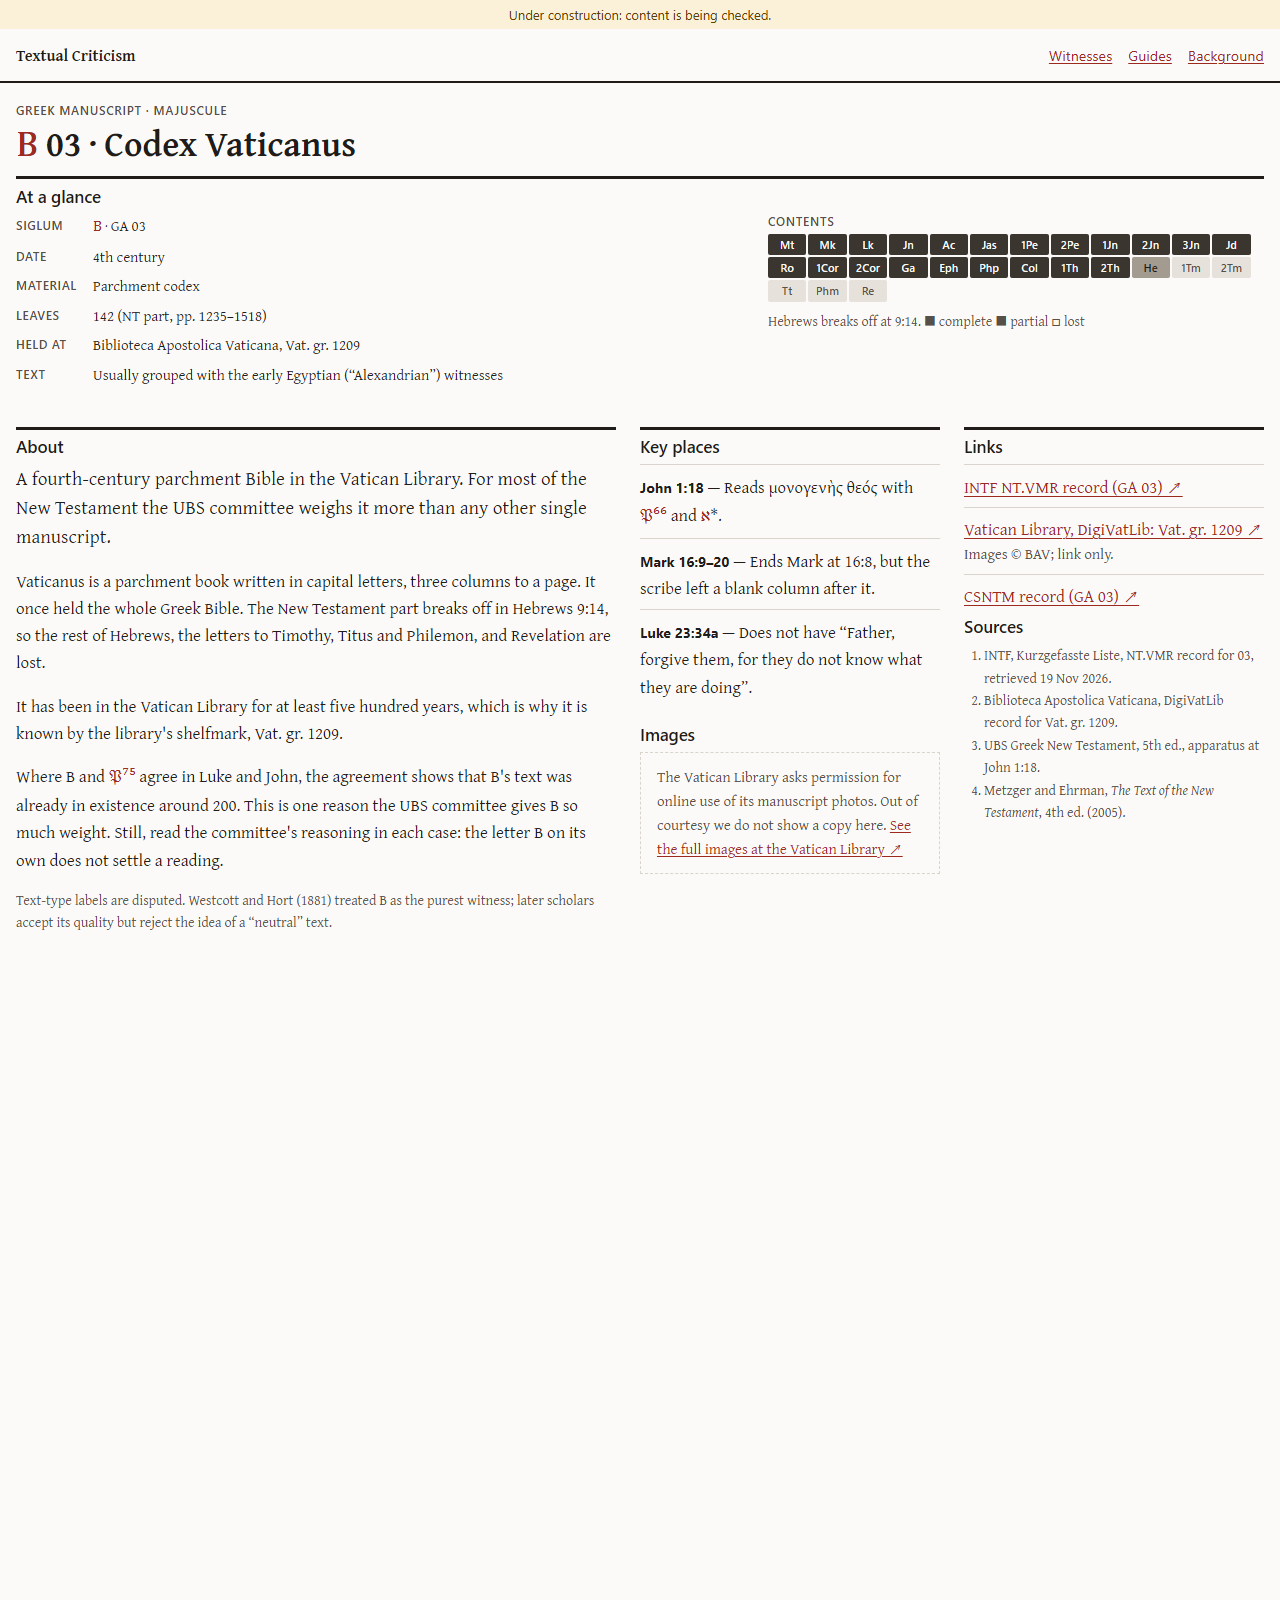 Under construction: content is being checked.
Textual Criticism
Witnesses Guides Background
GREEK MANUSCRIPT · MAJUSCULE
B 03 · Codex Vaticanus
At a glance
SIGLUM B · GA 03
DATE 4th century
MATERIAL Parchment codex
LEAVES 142 (NT part, pp. 1235–1518)
HELD AT Biblioteca Apostolica Vaticana, Vat. gr. 1209
TEXT Usually grouped with the early Egyptian (“Alexandrian”) witnesses
CONTENTS
Mt Mk Lk Jn Ac Jas 1Pe 2Pe 1Jn 2Jn 3Jn Jd
Ro 1Cor 2Cor Ga Eph Php Col 1Th 2Th He 1Tm 2Tm
Tt Phm Re
Hebrews breaks off at 9:14. ■ complete ■ partial □ lost
About
A fourth-century parchment Bible in the Vatican Library. For most of the
New Testament the UBS committee weighs it more than any other single
manuscript.
Vaticanus is a parchment book written in capital letters, three columns to a page. It
once held the whole Greek Bible. The New Testament part breaks off in Hebrews 9:14,
so the rest of Hebrews, the letters to Timothy, Titus and Philemon, and Revelation are
lost.
It has been in the Vatican Library for at least five hundred years, which is why it is
known by the library's shelfmark, Vat. gr. 1209.
Where B and 𝔓⁷⁵ agree in Luke and John, the agreement shows that B's text was
already in existence around 200. This is one reason the UBS committee gives B so
much weight. Still, read the committee's reasoning in each case: the letter B on its
own does not settle a reading.
Text-type labels are disputed. Westcott and Hort (1881) treated B as the purest witness; later scholars
accept its quality but reject the idea of a “neutral” text.
Key places
John 1:18 — Reads μονογενὴς θεός with
𝔓⁶⁶ and ℵ*.
Mark 16:9–20 — Ends Mark at 16:8, but the
scribe left a blank column after it.
Luke 23:34a — Does not have “Father,
forgive them, for they do not know what
they are doing”.
Images
The Vatican Library asks permission for
online use of its manuscript photos. Out of
courtesy we do not show a copy here. See
the full images at the Vatican Library ↗
Links
INTF NT.VMR record (GA 03) ↗
Vatican Library, DigiVatLib: Vat. gr. 1209 ↗
Images © BAV; link only.
CSNTM record (GA 03) ↗
Sources
1. INTF, Kurzgefasste Liste, NT.VMR record for 03,
retrieved 19 Nov 2026.
2. Biblioteca Apostolica Vaticana, DigiVatLib
record for Vat. gr. 1209.
3. UBS Greek New Testament, 5th ed., apparatus at
John 1:18.
4. Metzger and Ehrman, The Text of the New
Testament, 4th ed. (2005).